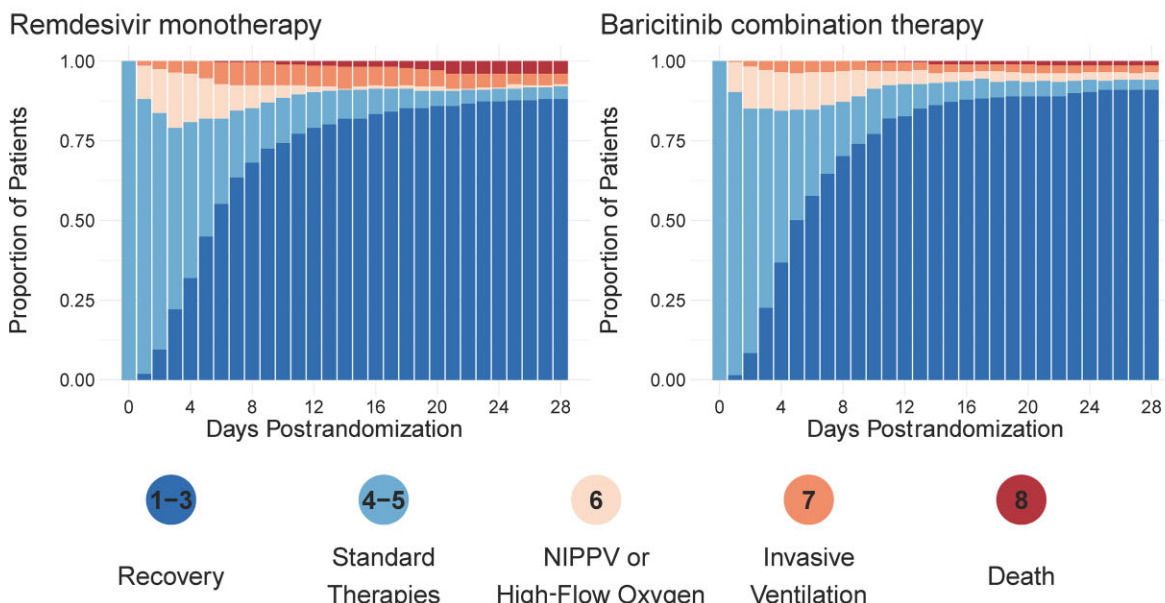 Remdesivir monotherapy
Baricitinib combination therapy
Proportion of Patients
1.00
0.75
0.50
0.25
0.00
0 4 8 12 16 20 24 28
Days Postrandomization
Proportion of Patients
1.00
0.75
0.50
0.25
0.00
0 4 8 12 16 20 24 28
Days Postrandomization
1−3
4−5
6
7
8
Recovery
Standard
Therapies
NIPPV or
High-Flow Oxygen
Invasive
Ventilation
Death